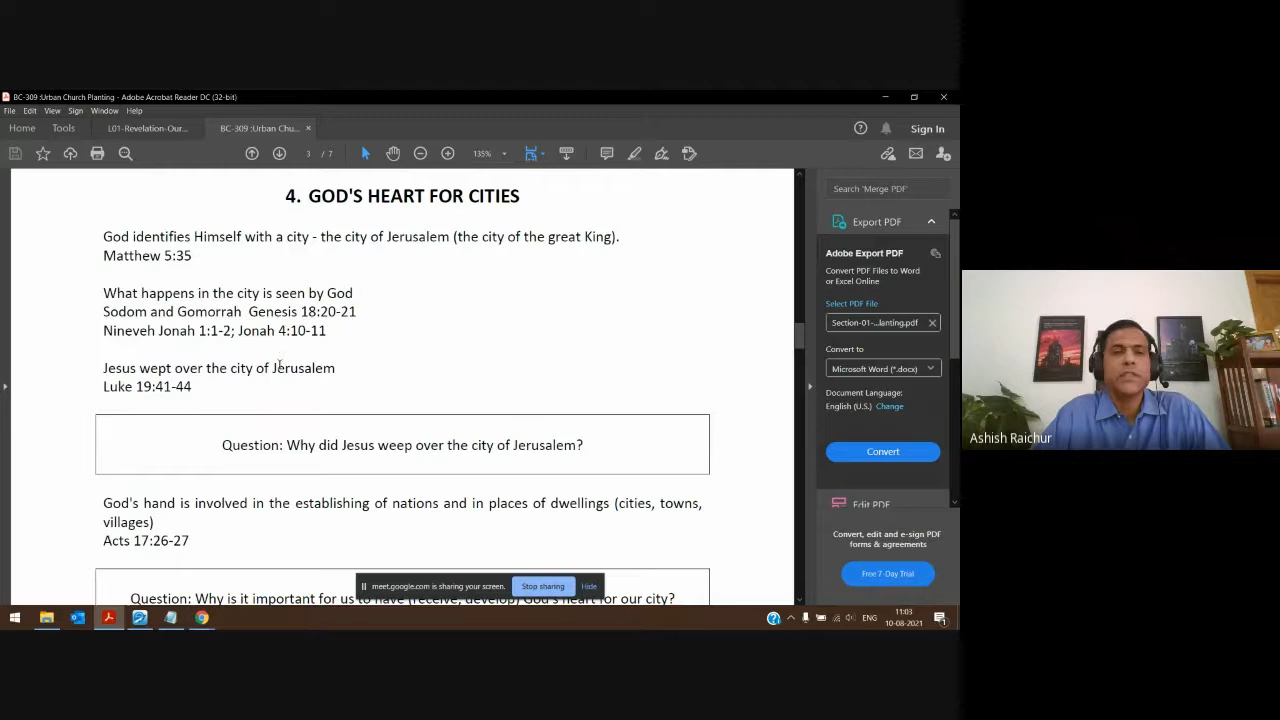 BC-309 :Urban Church Planting - Adobe Acrobat Reader DC (32-bit)
File Edit View Sign Window Help
Home Tools L01-Revelation-Our... BC-309 :Urban Chu... × Sign In
3 / 7 135%
Search 'Merge PDF'
4. GOD'S HEART FOR CITIES
Export PDF
God identifies Himself with a city - the city of Jerusalem (the city of the great King).
Matthew 5:35
Adobe Export PDF
Convert PDF Files to Word
or Excel Online
What happens in the city is seen by God
Sodom and Gomorrah Genesis 18:20-21
Nineveh Jonah 1:1-2; Jonah 4:10-11
Select PDF File
Section-01-...lanting.pdf
Convert to
Microsoft Word (*.docx)
Jesus wept over the city of Jerusalem
Luke 19:41-44
Document Language:
English (U.S.) Change
Question: Why did Jesus weep over the city of Jerusalem?
Convert
Ashish Raichur
God's hand is involved in the establishing of nations and in places of dwellings (cities, towns,
villages)
Acts 17:26-27
Edit PDF
Convert, edit and e-sign PDF
forms & agreements
Free 7-Day Trial
meet.google.com is sharing your screen. Stop sharing Hide
Question: Why is it important for us to have (receive, develop) God's heart for our city?
ENG
11:03
10-08-2021